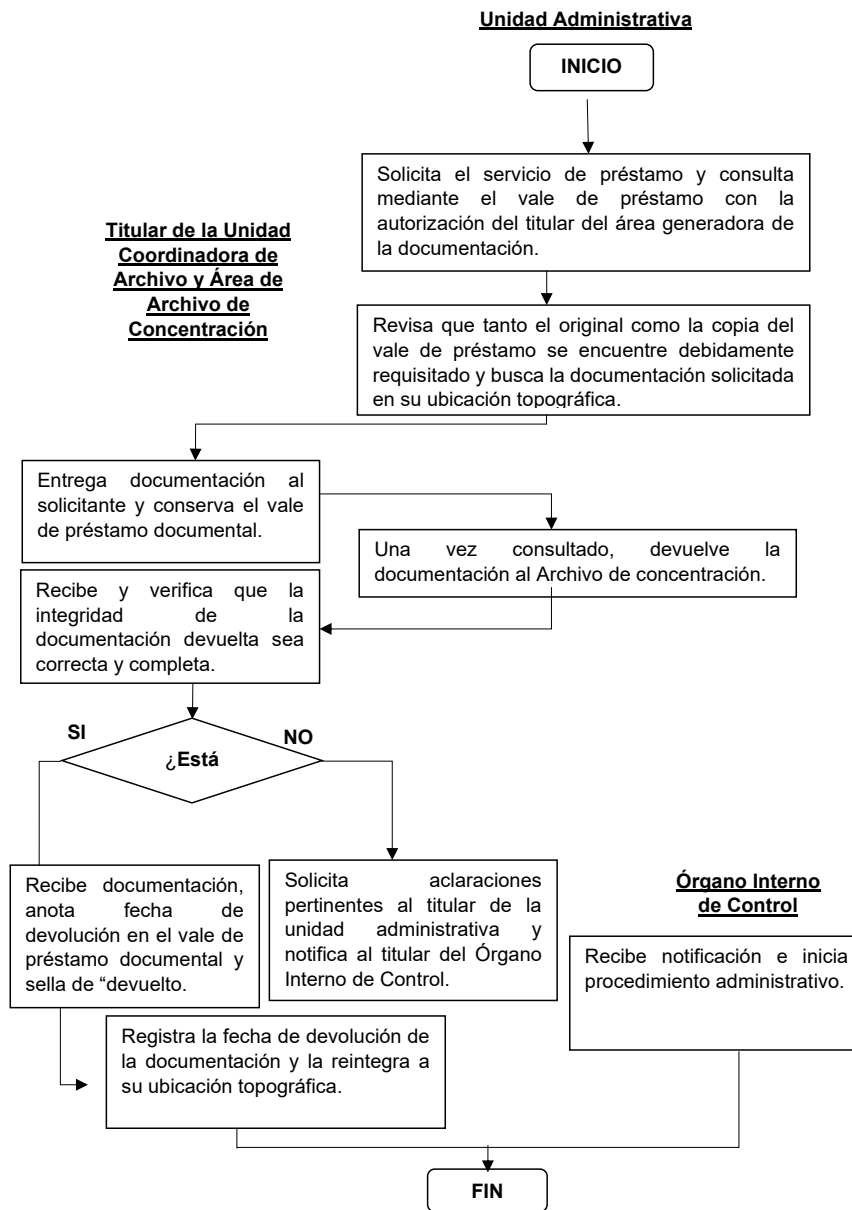 Unidad Administrativa
INICIO
Solicita el servicio de préstamo y consulta
mediante el vale de préstamo con la
autorización del titular del área generadora de
la documentación.
Titular de la Unidad
Coordinadora de
Archivo y Área de
Archivo de
Concentración
Revisa que tanto el original como la copia del
vale de préstamo se encuentre debidamente
requisitado y busca la documentación solicitada
en su ubicación topográfica.
Entrega documentación al
solicitante y conserva el vale
de préstamo documental.
Una vez consultado, devuelve la
documentación al Archivo de concentración.
Recibe y verifica que la
integridad de la
documentación devuelta sea
correcta y completa.
SI
NO
¿Está
Recibe documentación,
anota fecha de
devolución en el vale de
préstamo documental y
sella de “devuelto.
Solicita aclaraciones
pertinentes al titular de la
unidad administrativa y
notifica al titular del Órgano
Interno de Control.
Órgano Interno
de Control
Recibe notificación e inicia
procedimiento administrativo.
Registra la fecha de devolución de
la documentación y la reintegra a
su ubicación topográfica.
FIN